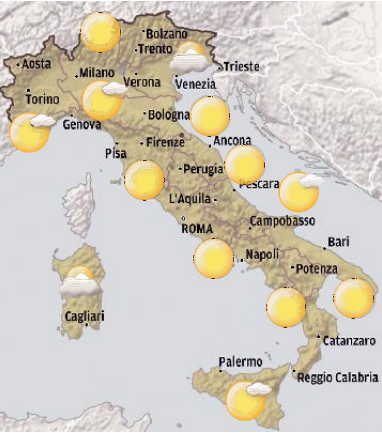 Bolzano
Trento
Aosta
Milano
Trieste
Verona
Venezia
Torino
Bologna
Genova
Firenze
Ancona
Pisa
Perugia
Pescara
L'Aquila
Campobasso
ROMA
Bari
Napoli
Potenza
Cagliari
Catanzaro
Palermo
Reggio Calabria